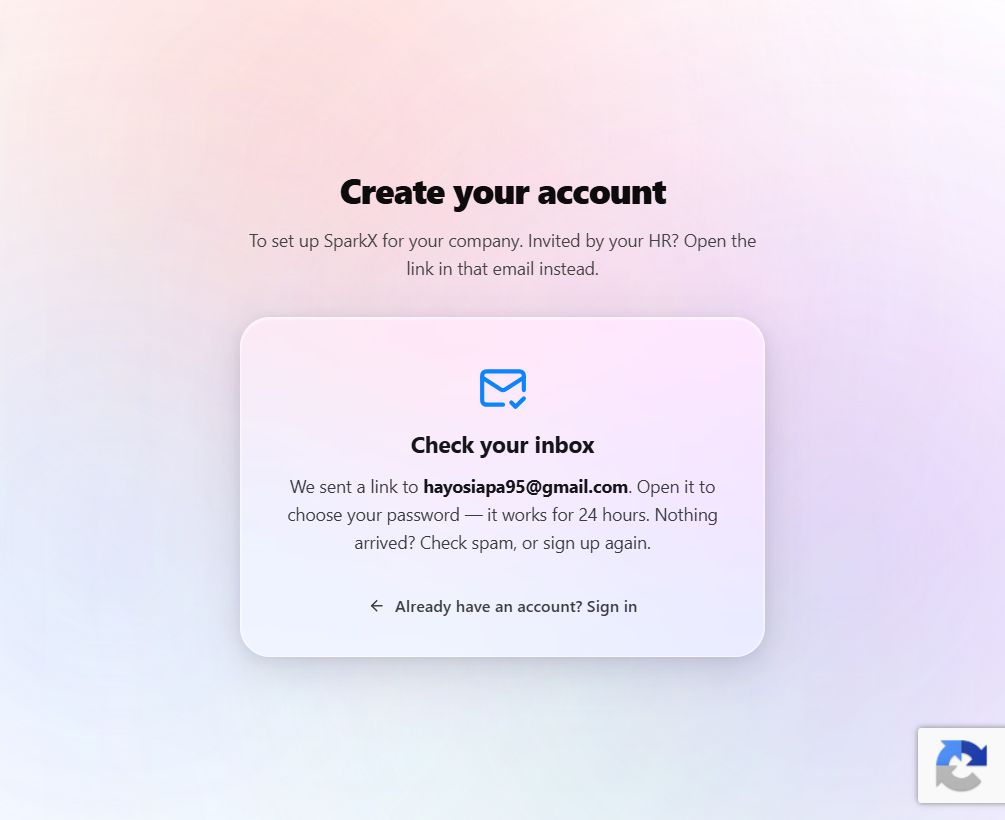 Create your account
To set up SparkX for your company. Invited by your HR? Open the
link in that email instead.
Check your inbox
We sent a link to hayosiapa95@gmail.com. Open it to
choose your password — it works for 24 hours. Nothing
arrived? Check spam, or sign up again.
← Already have an account? Sign in